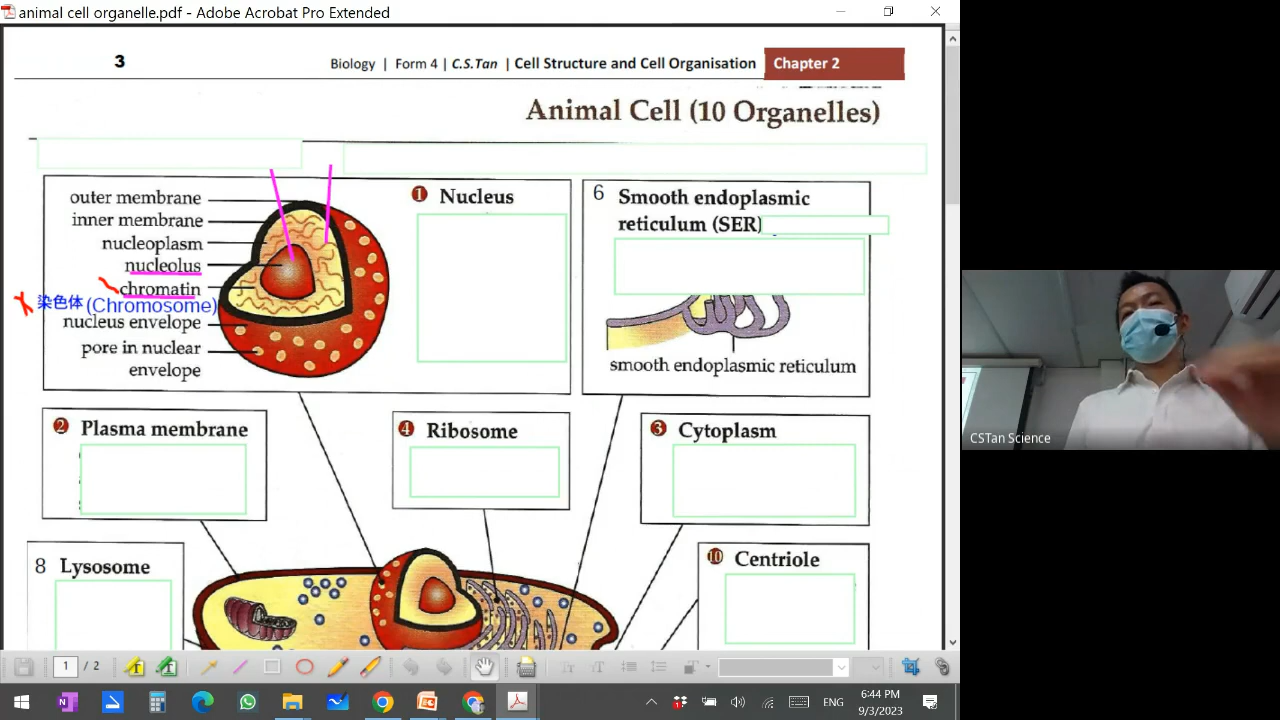 animal cell organelle.pdf - Adobe Acrobat Pro Extended
3
Biology | Form 4 | C.S.Tan | Cell Structure and Cell Organisation
Chapter 2
Animal Cell (10 Organelles)
outer membrane
inner membrane
nucleoplasm
nucleolus
chromatin
染色体 (Chromosome)
nucleus envelope
pore in nuclear
envelope
1 Nucleus
6 Smooth endoplasmic
reticulum (SER)
smooth endoplasmic reticulum
2 Plasma membrane
4 Ribosome
3 Cytoplasm
8 Lysosome
10 Centriole
CSTan Science
1 / 2
ENG
6:44 PM
9/3/2023